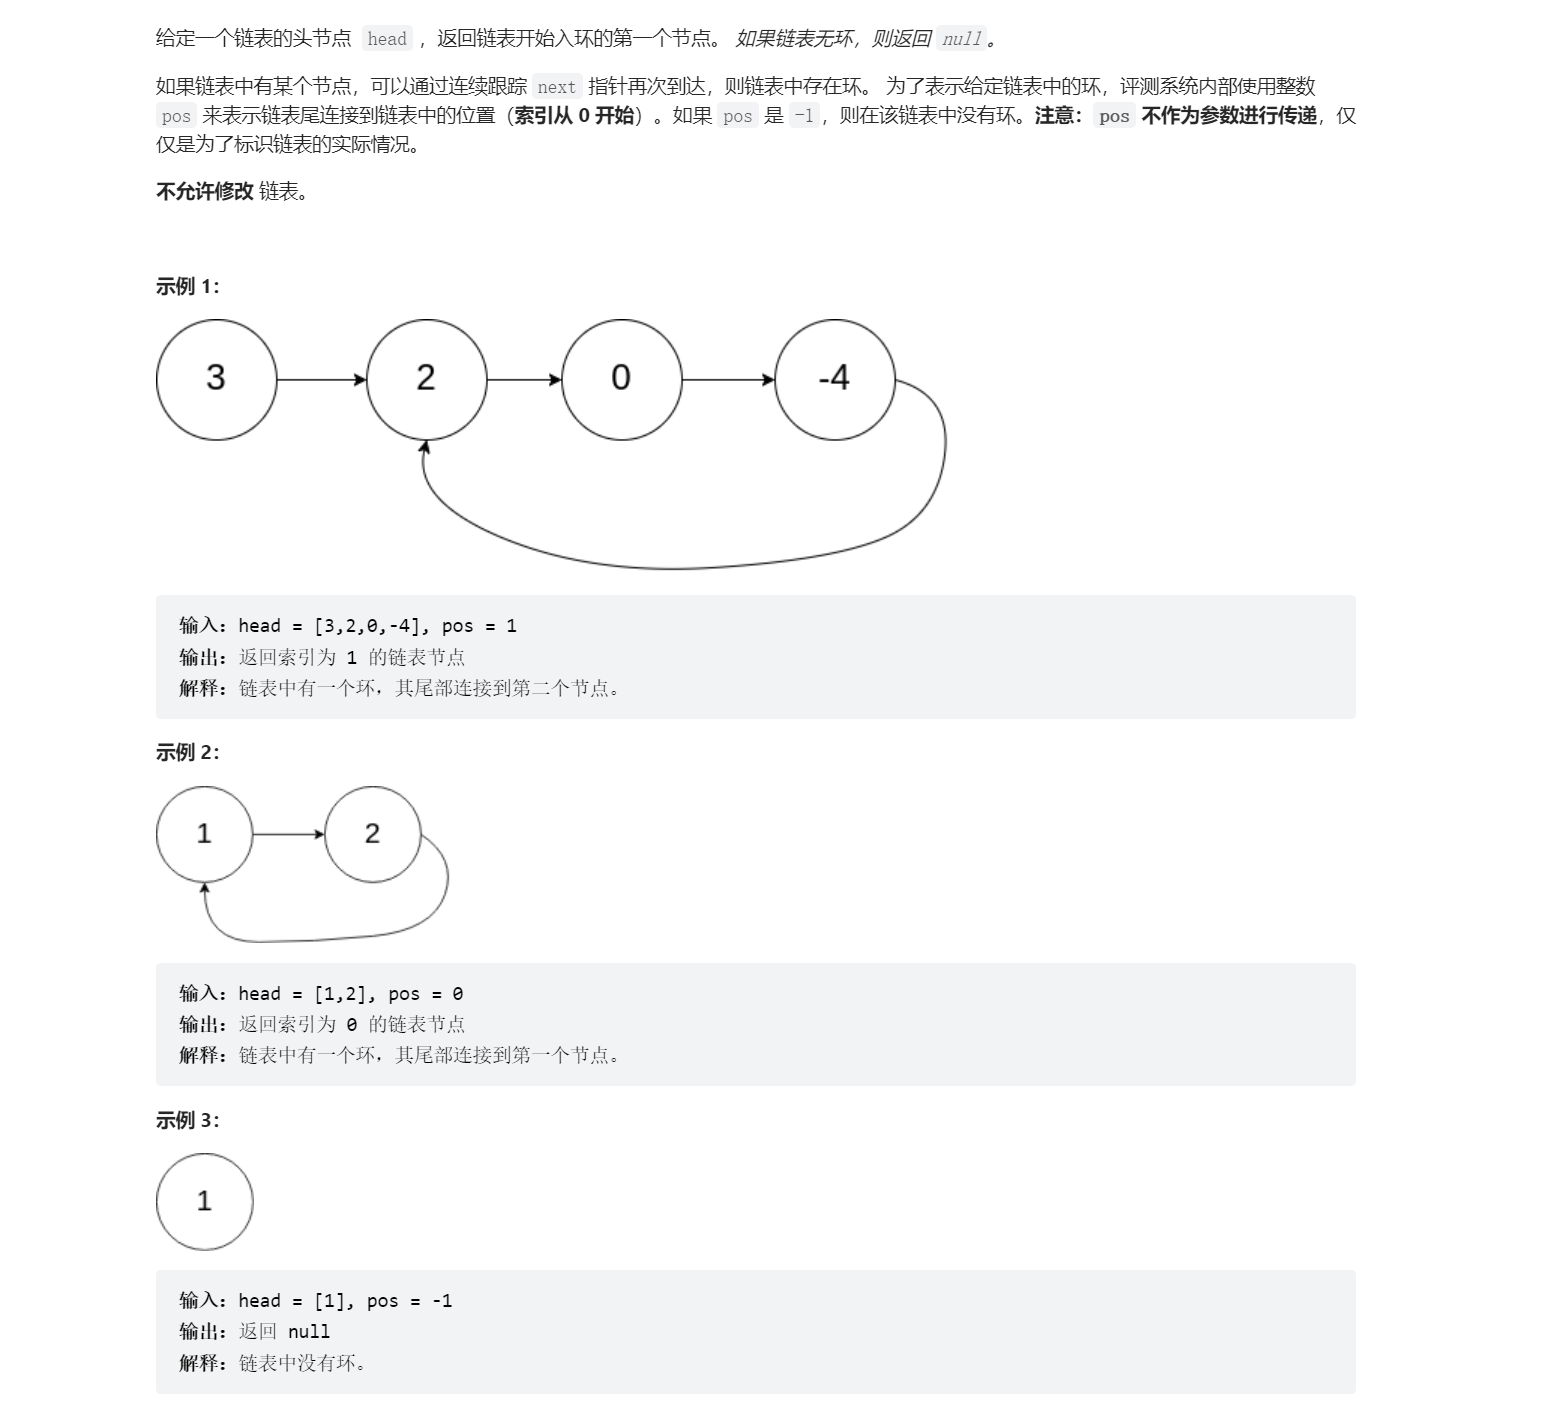 给定一个链表的头节点 head ，返回链表开始入环的第一个节点。 如果链表无环，则返回 null。
如果链表中有某个节点，可以通过连续跟踪 next 指针再次到达，则链表中存在环。 为了表示给定链表中的环，评测系统内部使用整数
pos 来表示链表尾连接到链表中的位置（索引从 0 开始）。如果 pos 是 -1，则在该链表中没有环。注意：pos 不作为参数进行传递，仅
仅是为了标识链表的实际情况。
不允许修改 链表。
示例 1：
3 2 0 -4
输入：head = [3,2,0,-4], pos = 1
输出：返回索引为 1 的链表节点
解释：链表中有一个环，其尾部连接到第二个节点。
示例 2：
1 2
输入：head = [1,2], pos = 0
输出：返回索引为 0 的链表节点
解释：链表中有一个环，其尾部连接到第一个节点。
示例 3：
1
输入：head = [1], pos = -1
输出：返回 null
解释：链表中没有环。